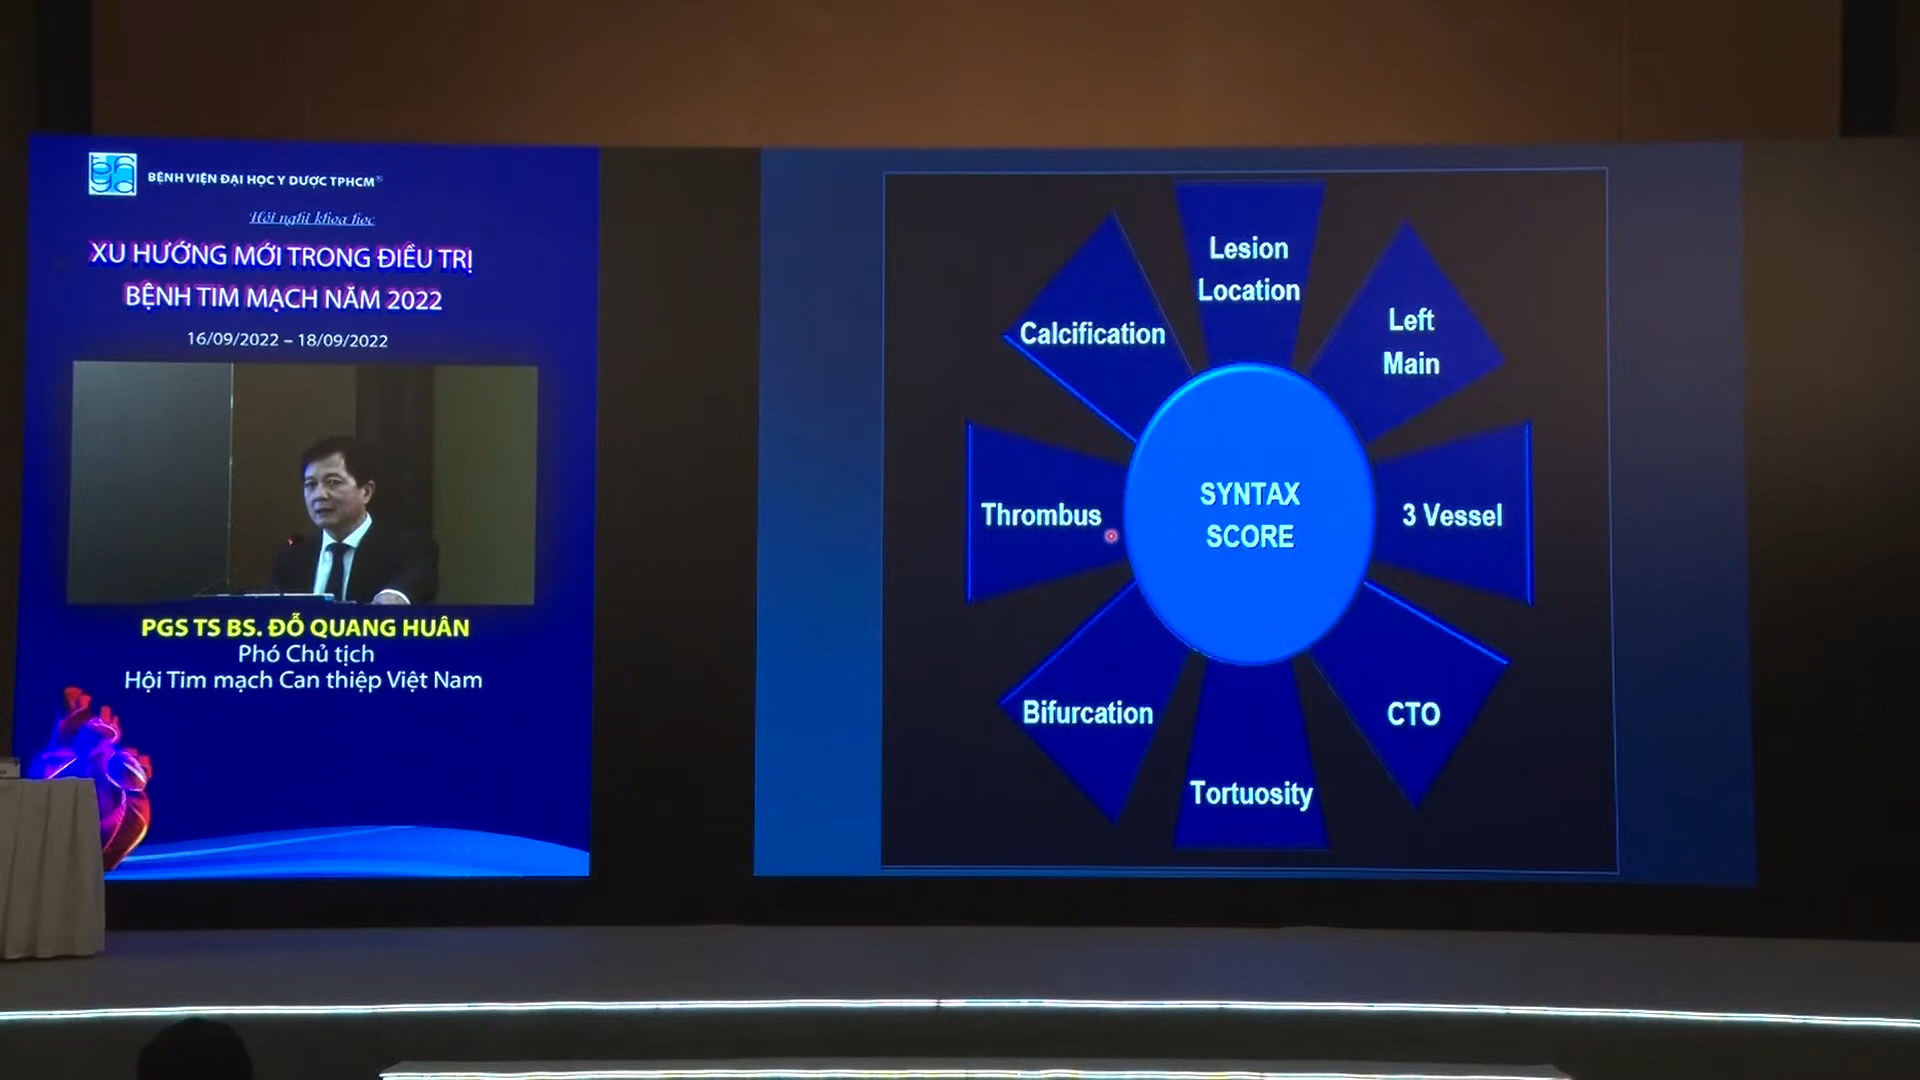 BỆNH VIỆN ĐẠI HỌC Y DƯỢC TPHCM®
Hội nghị khoa học
XU HƯỚNG MỚI TRONG ĐIỀU TRỊ
BỆNH TIM MẠCH NĂM 2022
16/09/2022 – 18/09/2022
PGS TS BS. ĐỖ QUANG HUÂN
Phó Chủ tịch
Hội Tim mạch Can thiệp Việt Nam
Lesion
Location
Left
Main
3 Vessel
CTO
Tortuosity
Bifurcation
Thrombus
Calcification
SYNTAX
SCORE